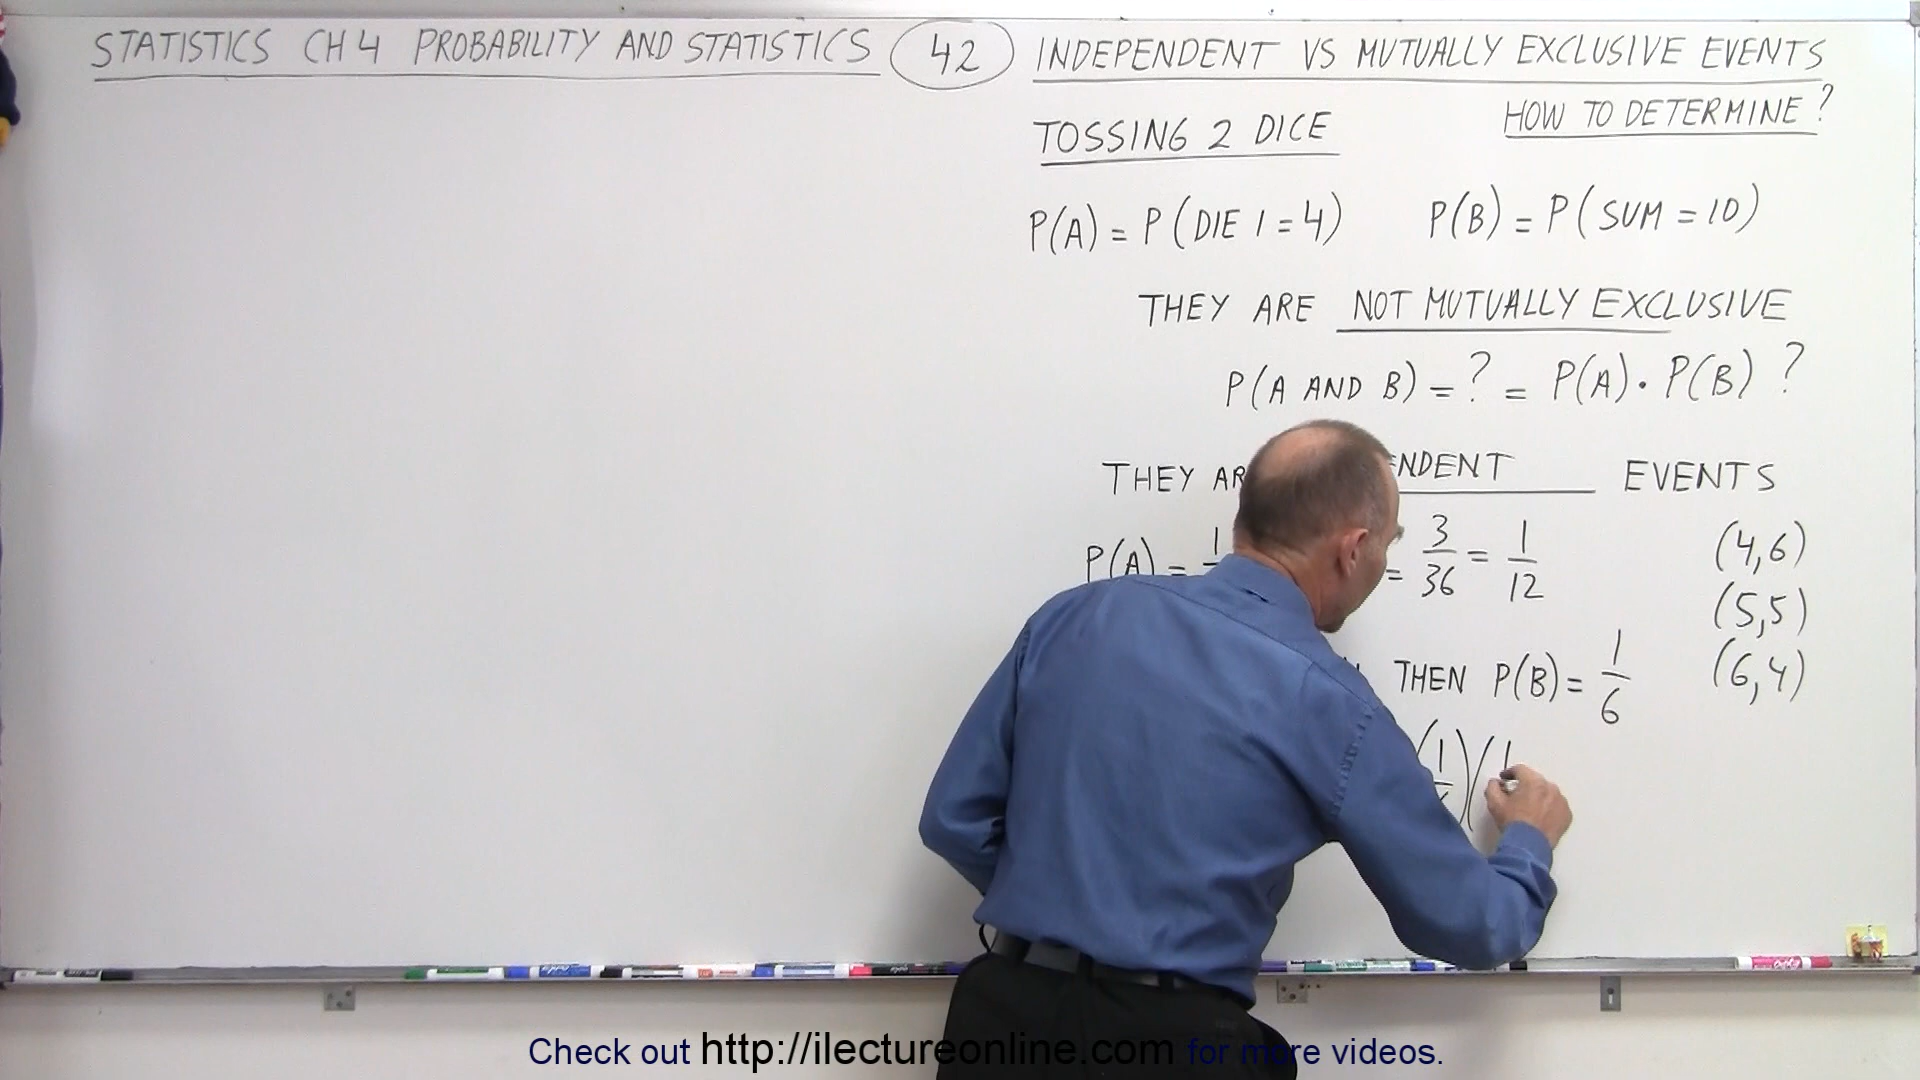 STATISTICS CH 4 PROBABILITY AND STATISTICS 42 INDEPENDENT VS MUTUALLY EXCLUSIVE EVENTS
HOW TO DETERMINE?
TOSSING 2 DICE
P(A) = P(DIE 1 = 4) P(B) = P(SUM = 10)
THEY ARE NOT MUTUALLY EXCLUSIVE
P(A AND B) = ? = P(A) · P(B) ?
THEY EVENTS
P(A) = = 3/36 = 1/12 (4,6)
(5,5)
THEN P(B) = 1/6 (6,4)
Check out http://ilectureonline.com for more videos.